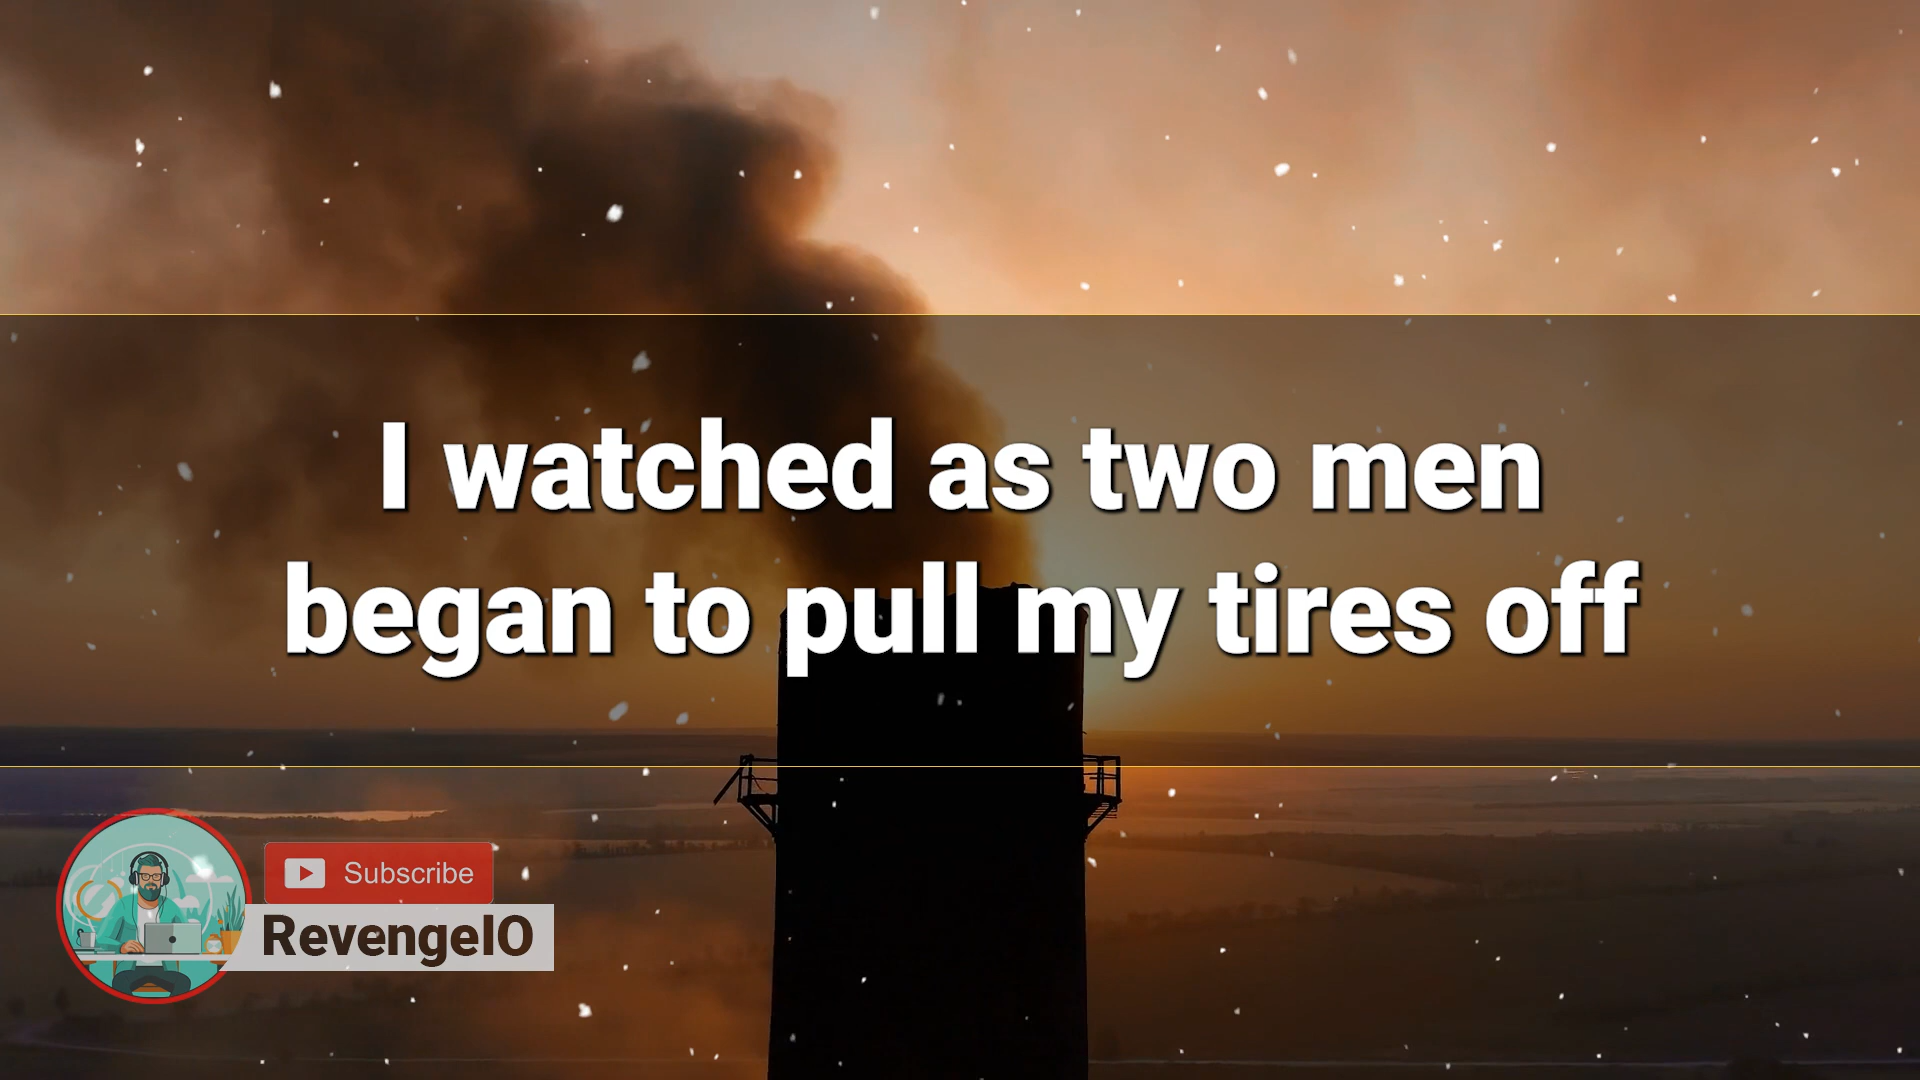 I watched as two men
began to pull my tires off
Subscribe
RevengeIO